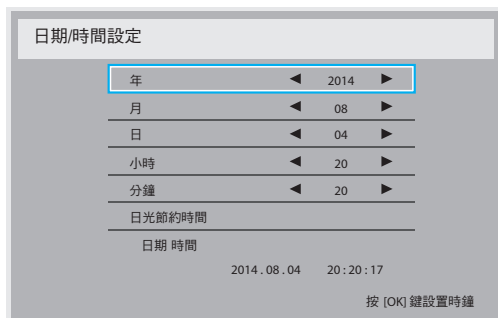 日期/時間設定
年 ◀ 2014 ▶
月 ◀ 08 ▶
日 ◀ 04 ▶
小時 ◀ 20 ▶
分鐘 ◀ 20 ▶
日光節約時間
日期 時間
2014 . 08 . 04 20 : 20 : 17
按 [OK] 鍵設置時鐘